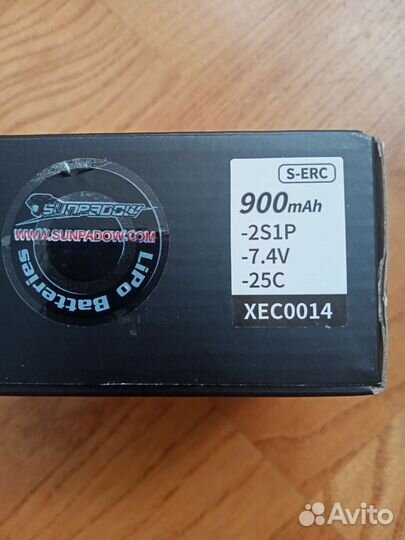 S-ERC
900mAh
-2S1P
-7.4V
-25C
XEC0014
SUNPADOW
WWW.SUNPADOW.COM
Lipo Batteries
Avito